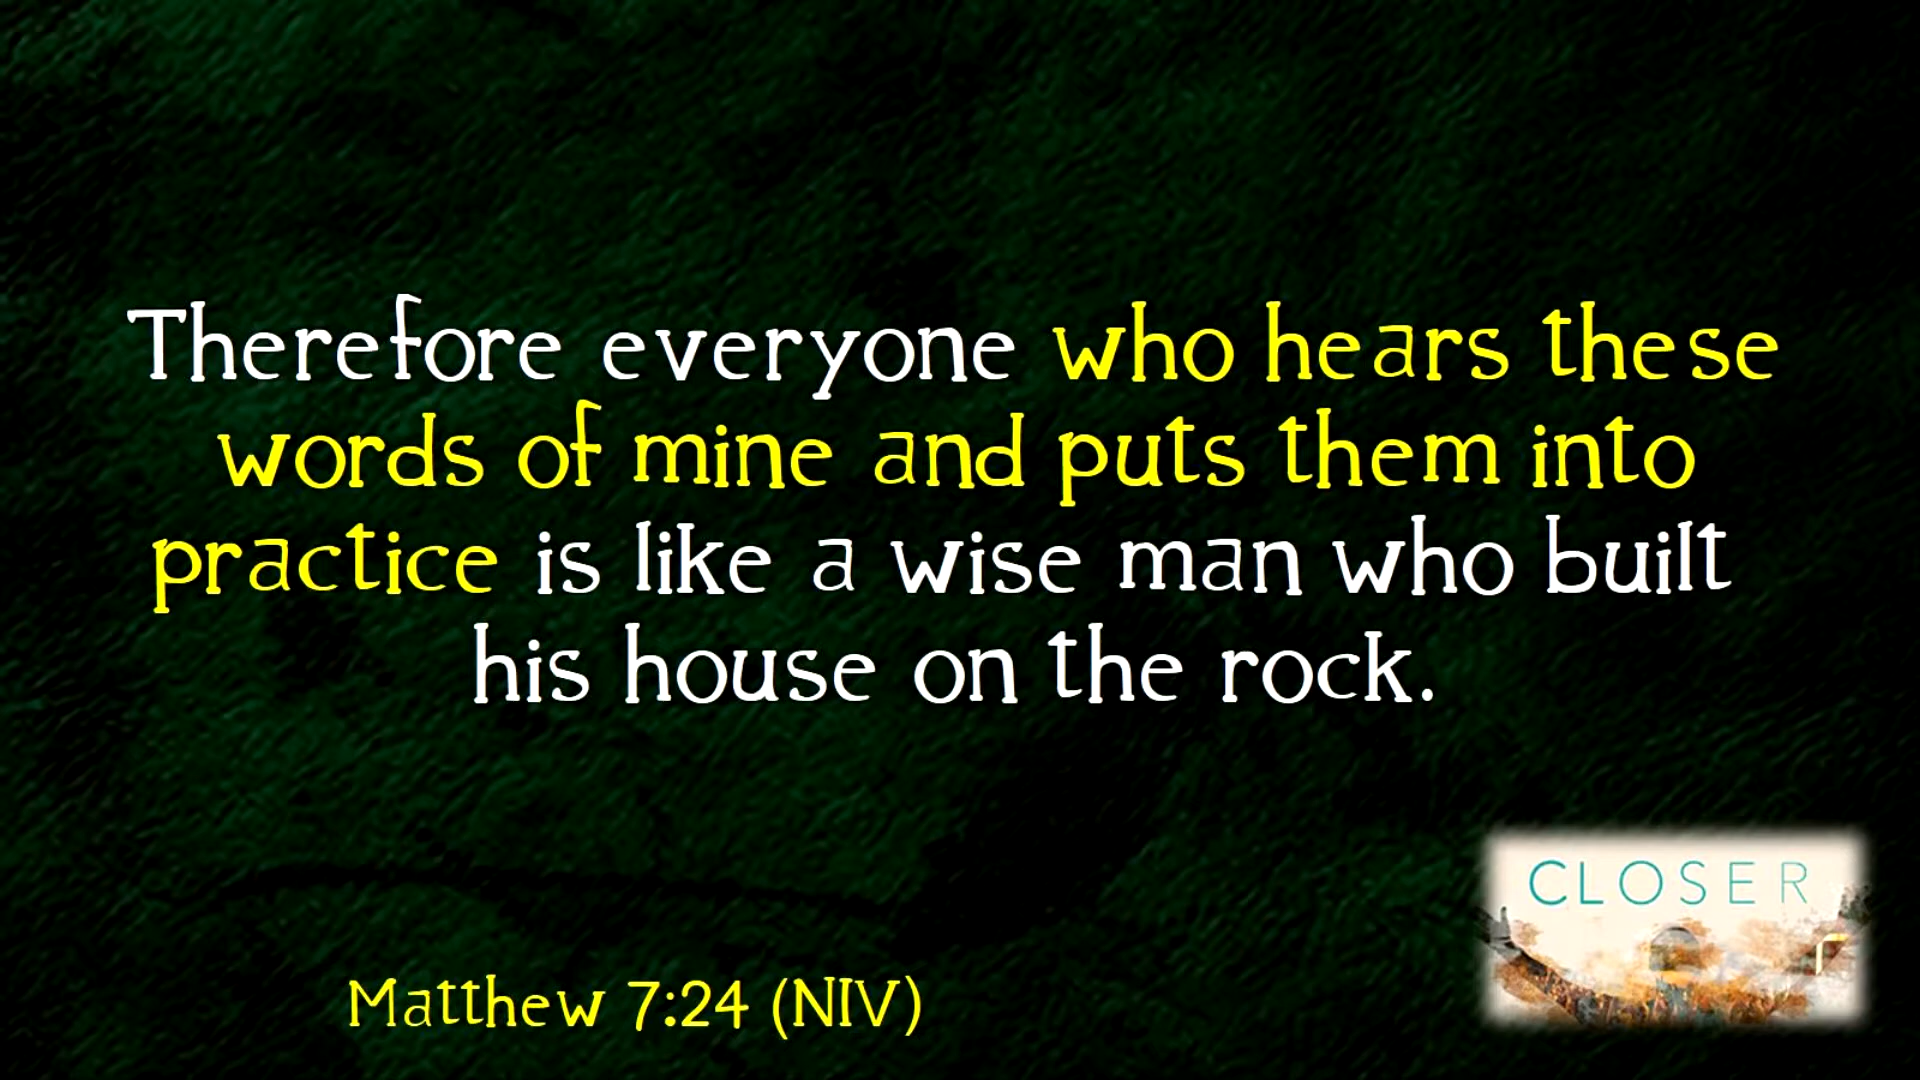 Therefore everyone who hears these
words of mine and puts them into
practice is like a wise man who built
his house on the rock.
CLOSER
Matthew 7:24 (NIV)